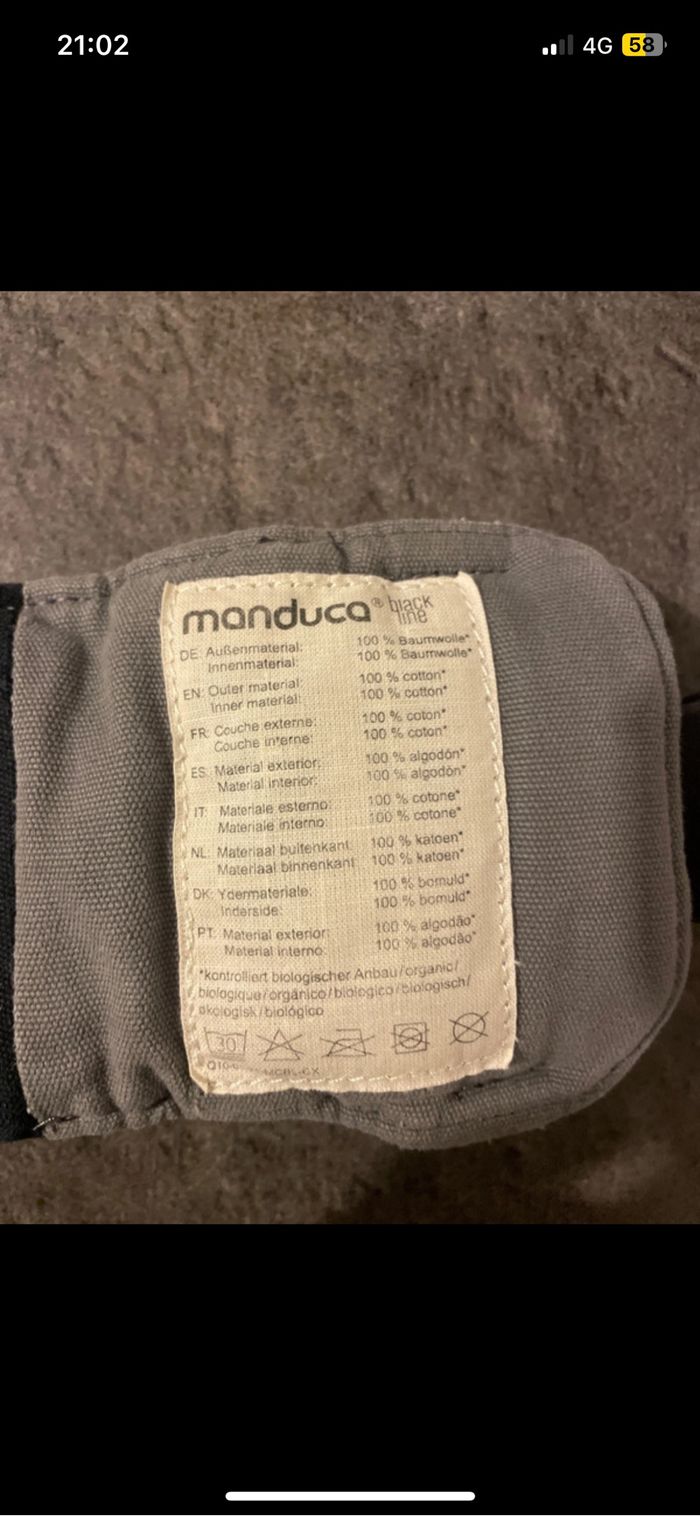 21:02
4G 58
manduca® black line
DE: Außenmaterial: 100 % Baumwolle*
Innenmaterial: 100 % Baumwolle*
EN: Outer material: 100 % cotton*
Inner material: 100 % cotton*
FR: Couche externe: 100 % coton*
Couche interne: 100 % coton*
ES: Material exterior: 100 % algodón*
Material interior: 100 % algodón*
IT: Materiale esterno: 100 % cotone*
Materiale interno: 100 % cotone*
NL: Materiaal buitenkant 100 % katoen*
Materiaal binnenkant 100 % katoen*
DK: Ydermateriale: 100 % bomuld*
Inderside: 100 % bomuld*
PT: Material exterior: 100 % algodão*
Material interno: 100 % algodão*
*kontrolliert biologischer Anbau/organic/
biologique/orgánico/biologico/biologisch/
økologisk/biológico
30